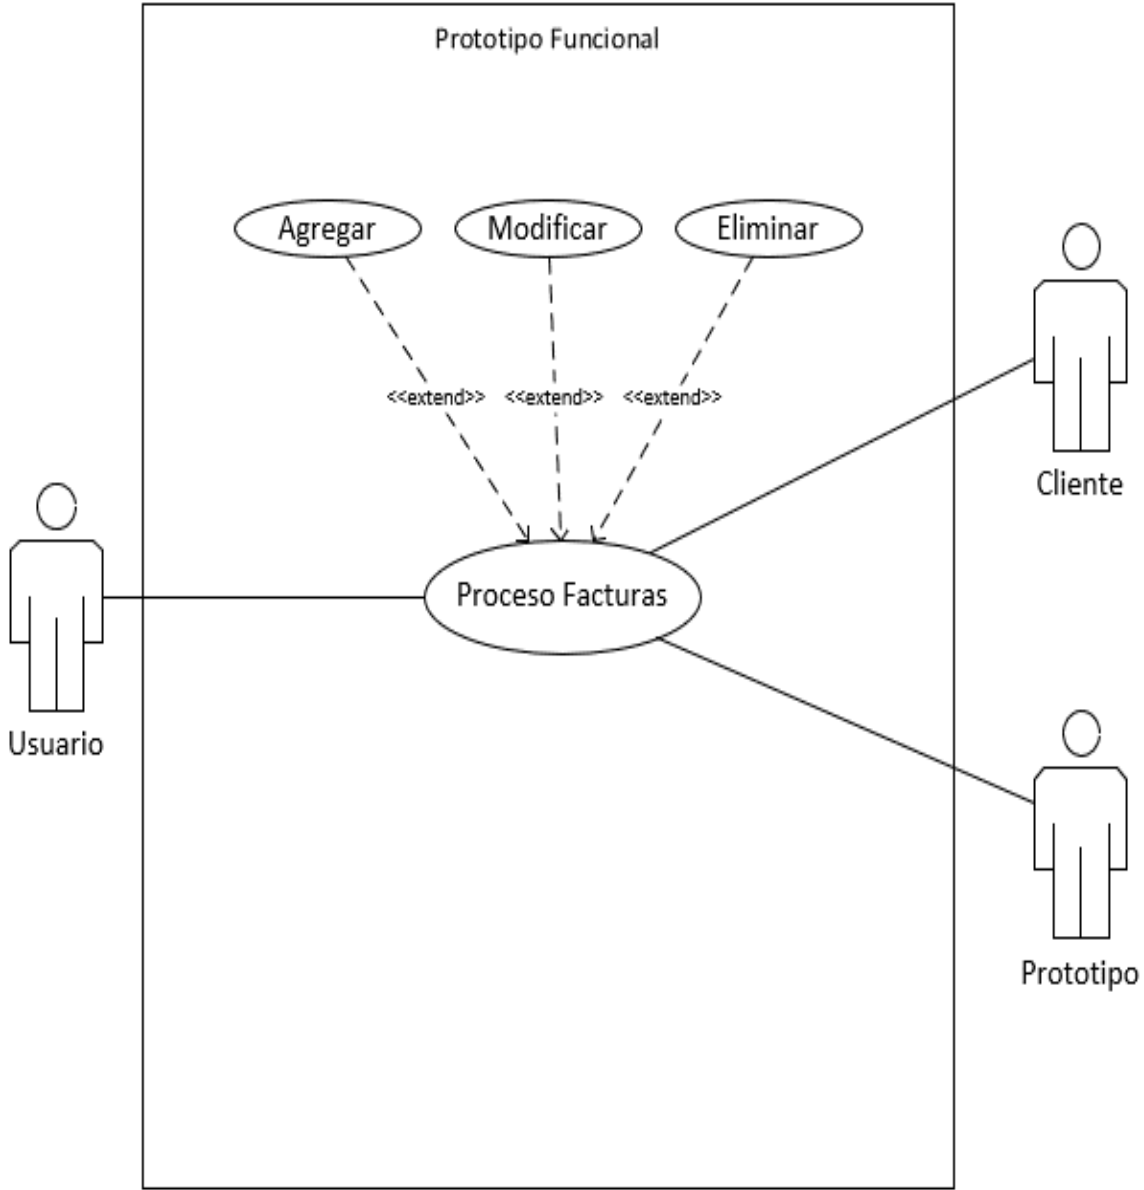 Prototipo Funcional
Agregar
Modificar
Eliminar
<<extend>>
<<extend>>
<<extend>>
Cliente
Proceso Facturas
Usuario
Prototipo